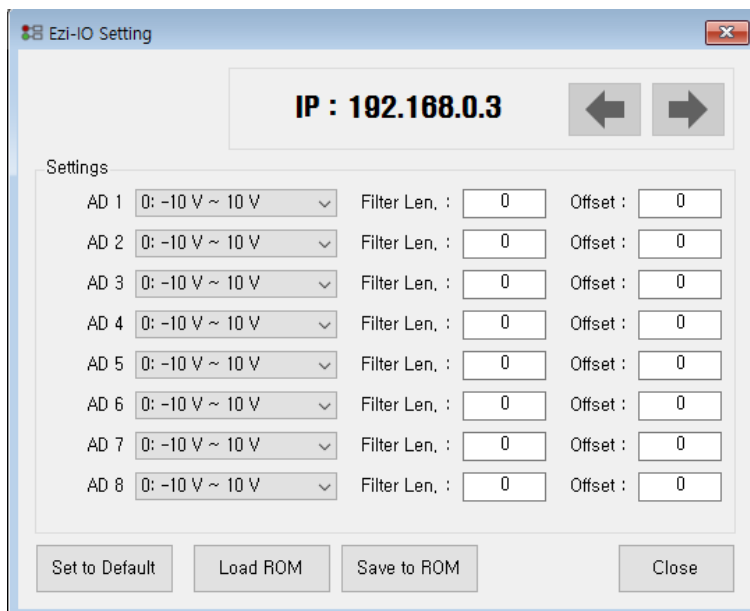 Ezi-IO Setting
IP : 192.168.0.3
Settings
AD 1 0: -10 V ~ 10 V Filter Len, : 0 Offset : 0
AD 2 0: -10 V ~ 10 V Filter Len, : 0 Offset : 0
AD 3 0: -10 V ~ 10 V Filter Len, : 0 Offset : 0
AD 4 0: -10 V ~ 10 V Filter Len, : 0 Offset : 0
AD 5 0: -10 V ~ 10 V Filter Len, : 0 Offset : 0
AD 6 0: -10 V ~ 10 V Filter Len, : 0 Offset : 0
AD 7 0: -10 V ~ 10 V Filter Len, : 0 Offset : 0
AD 8 0: -10 V ~ 10 V Filter Len, : 0 Offset : 0
Set to Default Load ROM Save to ROM Close